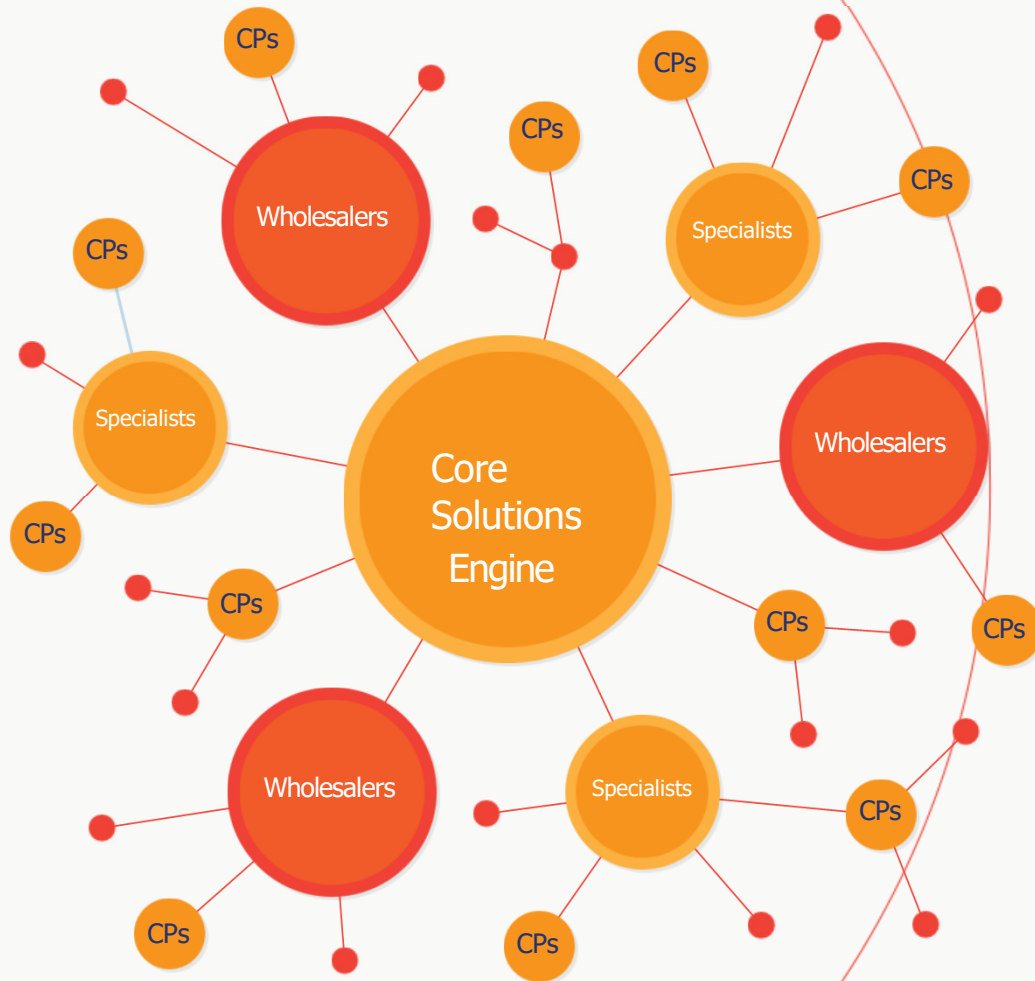 CPs
CPs
CPs
CPs
Wholesalers
Specialists
CPs
Specialists
Wholesalers
Core
Solutions
Engine
CPs
CPs
CPs
CPs
Wholesalers
Specialists
CPs
CPs
CPs